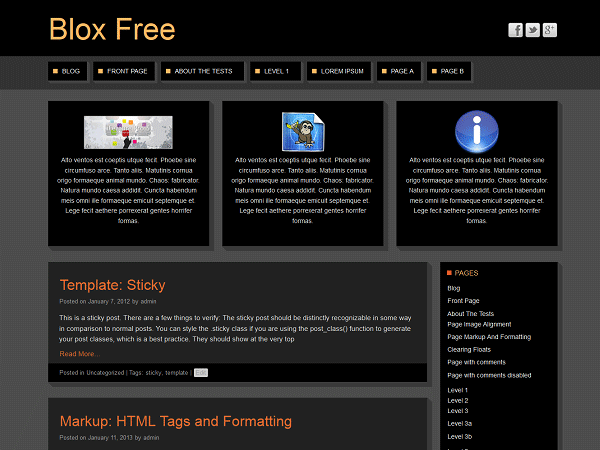 Blox Free
BLOG
FRONT PAGE
ABOUT THE TESTS
LEVEL 1
LOREM IPSUM
PAGE A
PAGE B
Alto ventos est coeptis utque fecit. Phoebe sine
circumfuso arce. Tanto aliis. Matutinis cornua
origo formaeque animal mundo. Chaos: fabricator.
Natura mundo caesa addidit. Cuncta habendum
meis omni ille formaeque emicuit septemque et.
Lege fecit aethere porrexerat gentes horrifer
formas.
Alto ventos est coeptis utque fecit. Phoebe sine
circumfuso arce. Tanto aliis. Matutinis cornua
origo formaeque animal mundo. Chaos: fabricator.
Natura mundo caesa addidit. Cuncta habendum
meis omni ille formaeque emicuit septemque et.
Lege fecit aethere porrexerat gentes horrifer
formas.
Alto ventos est coeptis utque fecit. Phoebe sine
circumfuso arce. Tanto aliis. Matutinis cornua
origo formaeque animal mundo. Chaos: fabricator.
Natura mundo caesa addidit. Cuncta habendum
meis omni ille formaeque emicuit septemque et.
Lege fecit aethere porrexerat gentes horrifer
formas.
Template: Sticky
Posted on January 7, 2012 by admin
This is a sticky post. There are a few things to verify: The sticky post should be distinctly recognizable in some way
in comparison to normal posts. You can style the .sticky class if you are using the post_class() function to generate
your post classes, which is a best practice. They should show at the very top
Read More...
Posted in Uncategorized | Tags: sticky, template | Edit
Markup: HTML Tags and Formatting
Posted on January 11, 2013 by admin
PAGES
Blog
Front Page
About The Tests
Page Image Alignment
Page Markup And Formatting
Clearing Floats
Page with comments
Page with comments disabled
Level 1
Level 2
Level 3
Level 3a
Level 3b